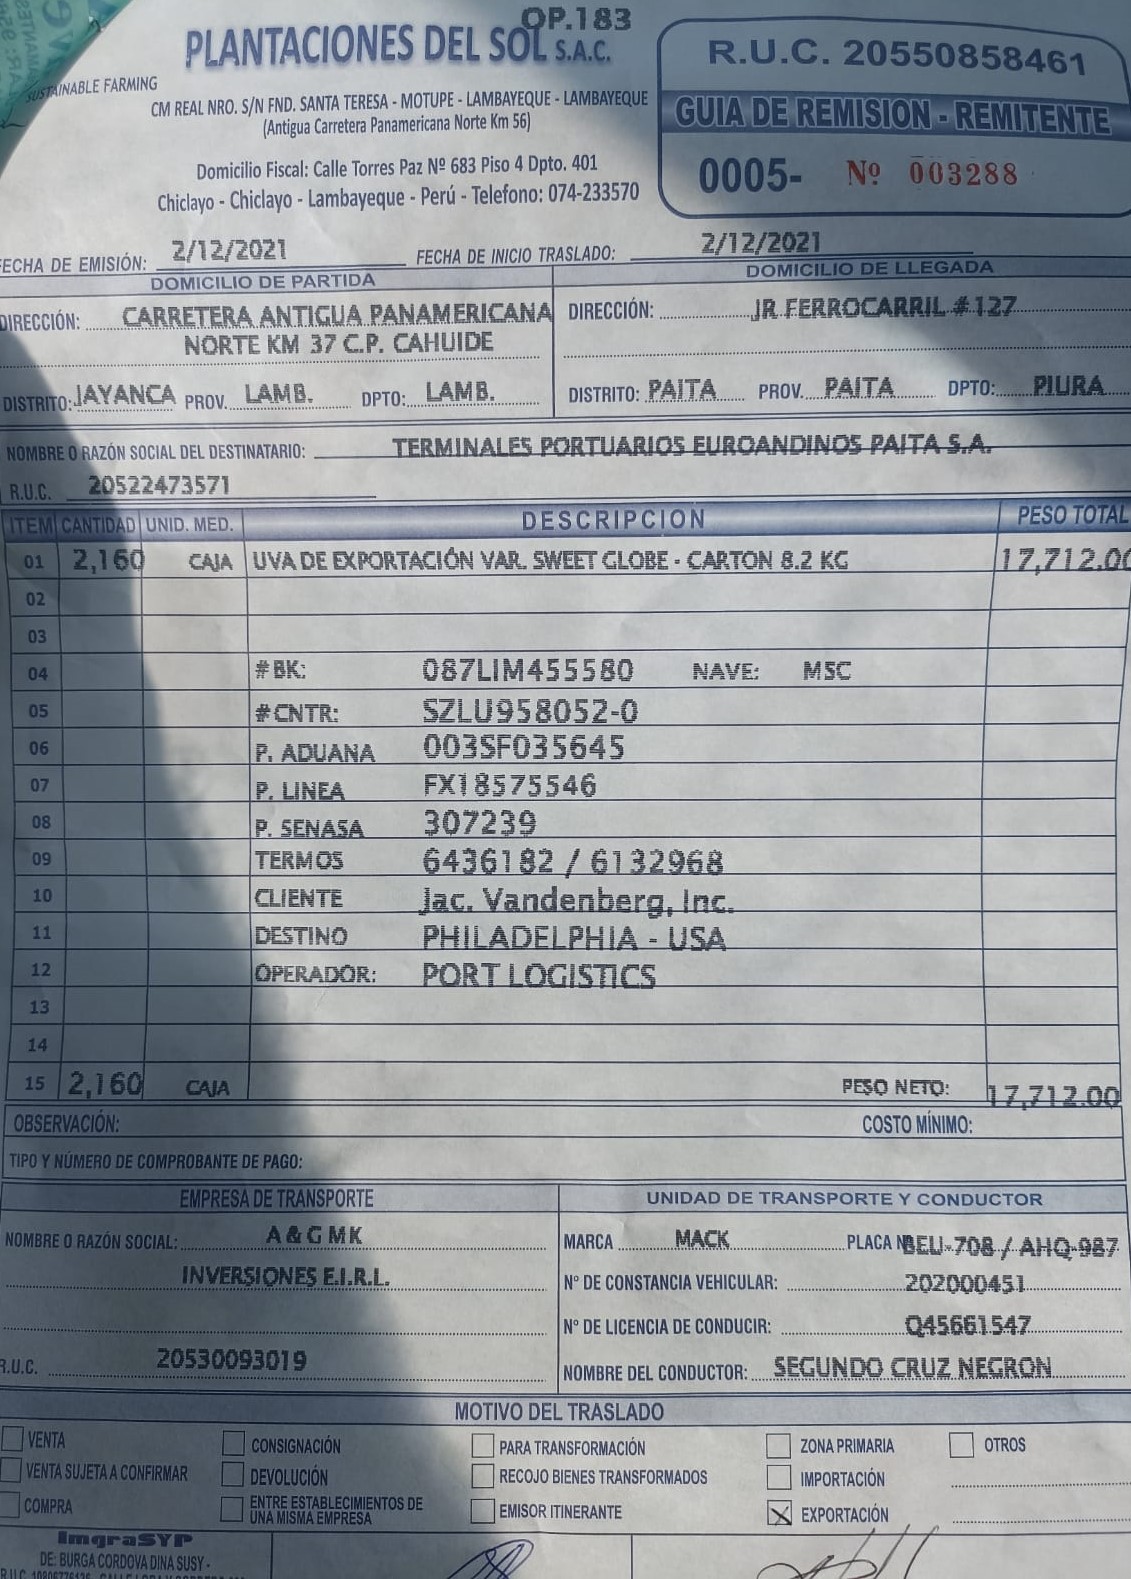 OP.183
PLANTACIONES DEL SOL S.A.C.
SUSTAINABLE FARMING
CM REAL NRO. S/N FND. SANTA TERESA - MOTUPE - LAMBAYEQUE - LAMBAYEQUE
(Antigua Carretera Panamericana Norte Km 56)
Domicilio Fiscal: Calle Torres Paz Nº 683 Piso 4 Dpto. 401
Chiclayo - Chiclayo - Lambayeque - Perú - Telefono: 074-233570
R.U.C. 20550858461
GUIA DE REMISION - REMITENTE
0005- Nº 003288
FECHA DE EMISIÓN: 2/12/2021 FECHA DE INICIO TRASLADO: 2/12/2021
DOMICILIO DE PARTIDA
DIRECCIÓN: CARRETERA ANTIGUA PANAMERICANA
NORTE KM 37 C.P. CAHUIDE
DISTRITO: JAYANCA PROV. LAMB. DPTO: LAMB.
DOMICILIO DE LLEGADA
DIRECCIÓN: JR FERROCARRIL #127
DISTRITO: PAITA PROV. PAITA DPTO: PIURA
NOMBRE O RAZÓN SOCIAL DEL DESTINATARIO: TERMINALES PORTUARIOS EUROANDINOS PAITA S.A.
R.U.C. 20522473571
ITEM CANTIDAD UNID. MED. DESCRIPCION PESO TOTAL
01 2,160 CAJA UVA DE EXPORTACIÓN VAR. SWEET GLOBE - CARTON 8.2 KG 17,712.00
02
03
04 #BK: 087LIM455580 NAVE: MSC
05 #CNTR: SZLU958052-0
06 P. ADUANA 003SF035645
07 P. LINEA FX18575546
08 P. SENASA 307239
09 TERMOS 6436182 / 6132968
10 CLIENTE Jac. Vandenberg, Inc.
11 DESTINO PHILADELPHIA - USA
12 OPERADOR: PORT LOGISTICS
13
14
15 2,160 CAJA PESO NETO: 17,712.00
OBSERVACIÓN: COSTO MÍNIMO:
TIPO Y NÚMERO DE COMPROBANTE DE PAGO:
EMPRESA DE TRANSPORTE
NOMBRE O RAZÓN SOCIAL: A & G M K
INVERSIONES E.I.R.L.
R.U.C. 20530093019
UNIDAD DE TRANSPORTE Y CONDUCTOR
MARCA MACK PLACA Nº BEU-708 / AHQ-987
Nº DE CONSTANCIA VEHICULAR: 202000451
Nº DE LICENCIA DE CONDUCIR: Q45661547
NOMBRE DEL CONDUCTOR: SEGUNDO CRUZ NEGRON
MOTIVO DEL TRASLADO
VENTA CONSIGNACIÓN PARA TRANSFORMACIÓN ZONA PRIMARIA OTROS
VENTA SUJETA A CONFIRMAR DEVOLUCIÓN RECOJO BIENES TRANSFORMADOS IMPORTACIÓN
COMPRA ENTRE ESTABLECIMIENTOS DE UNA MISMA EMPRESA EMISOR ITINERANTE X EXPORTACIÓN
ImgraSYP
DE: BURGA CORDOVA DINA SUSY -